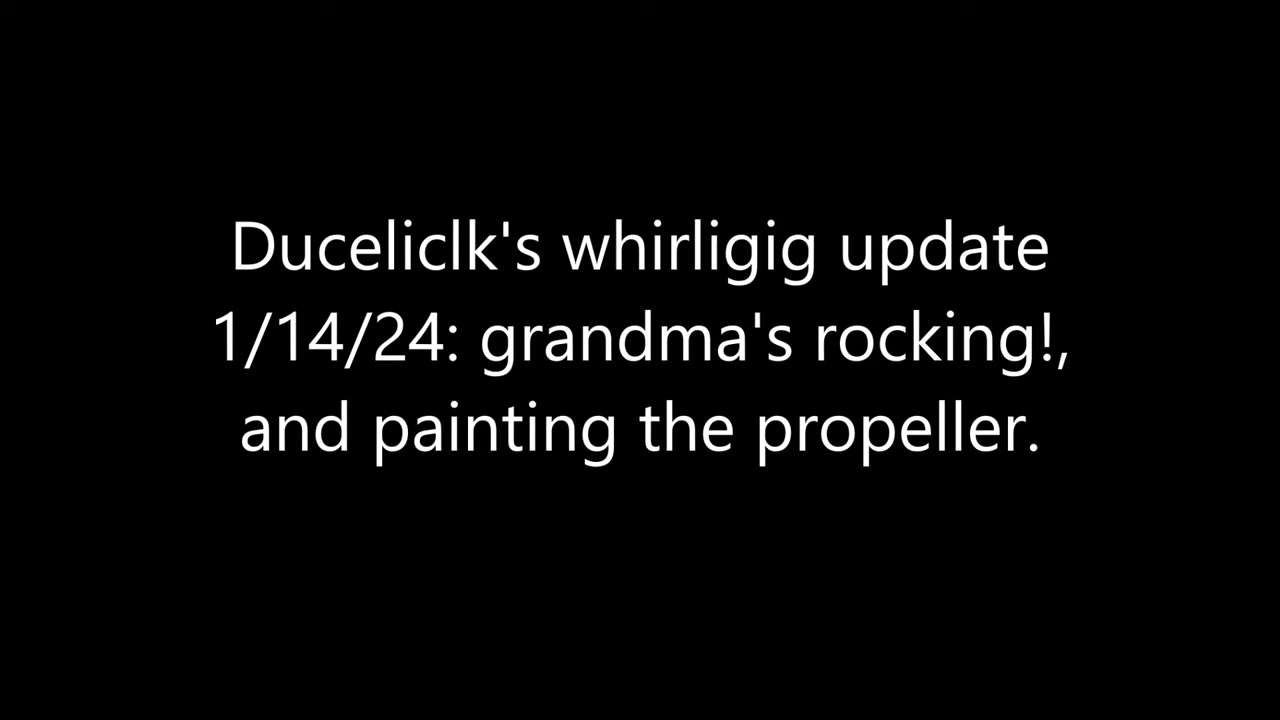 Duceliclk's whirligig update
1/14/24: grandma's rocking!,
and painting the propeller.